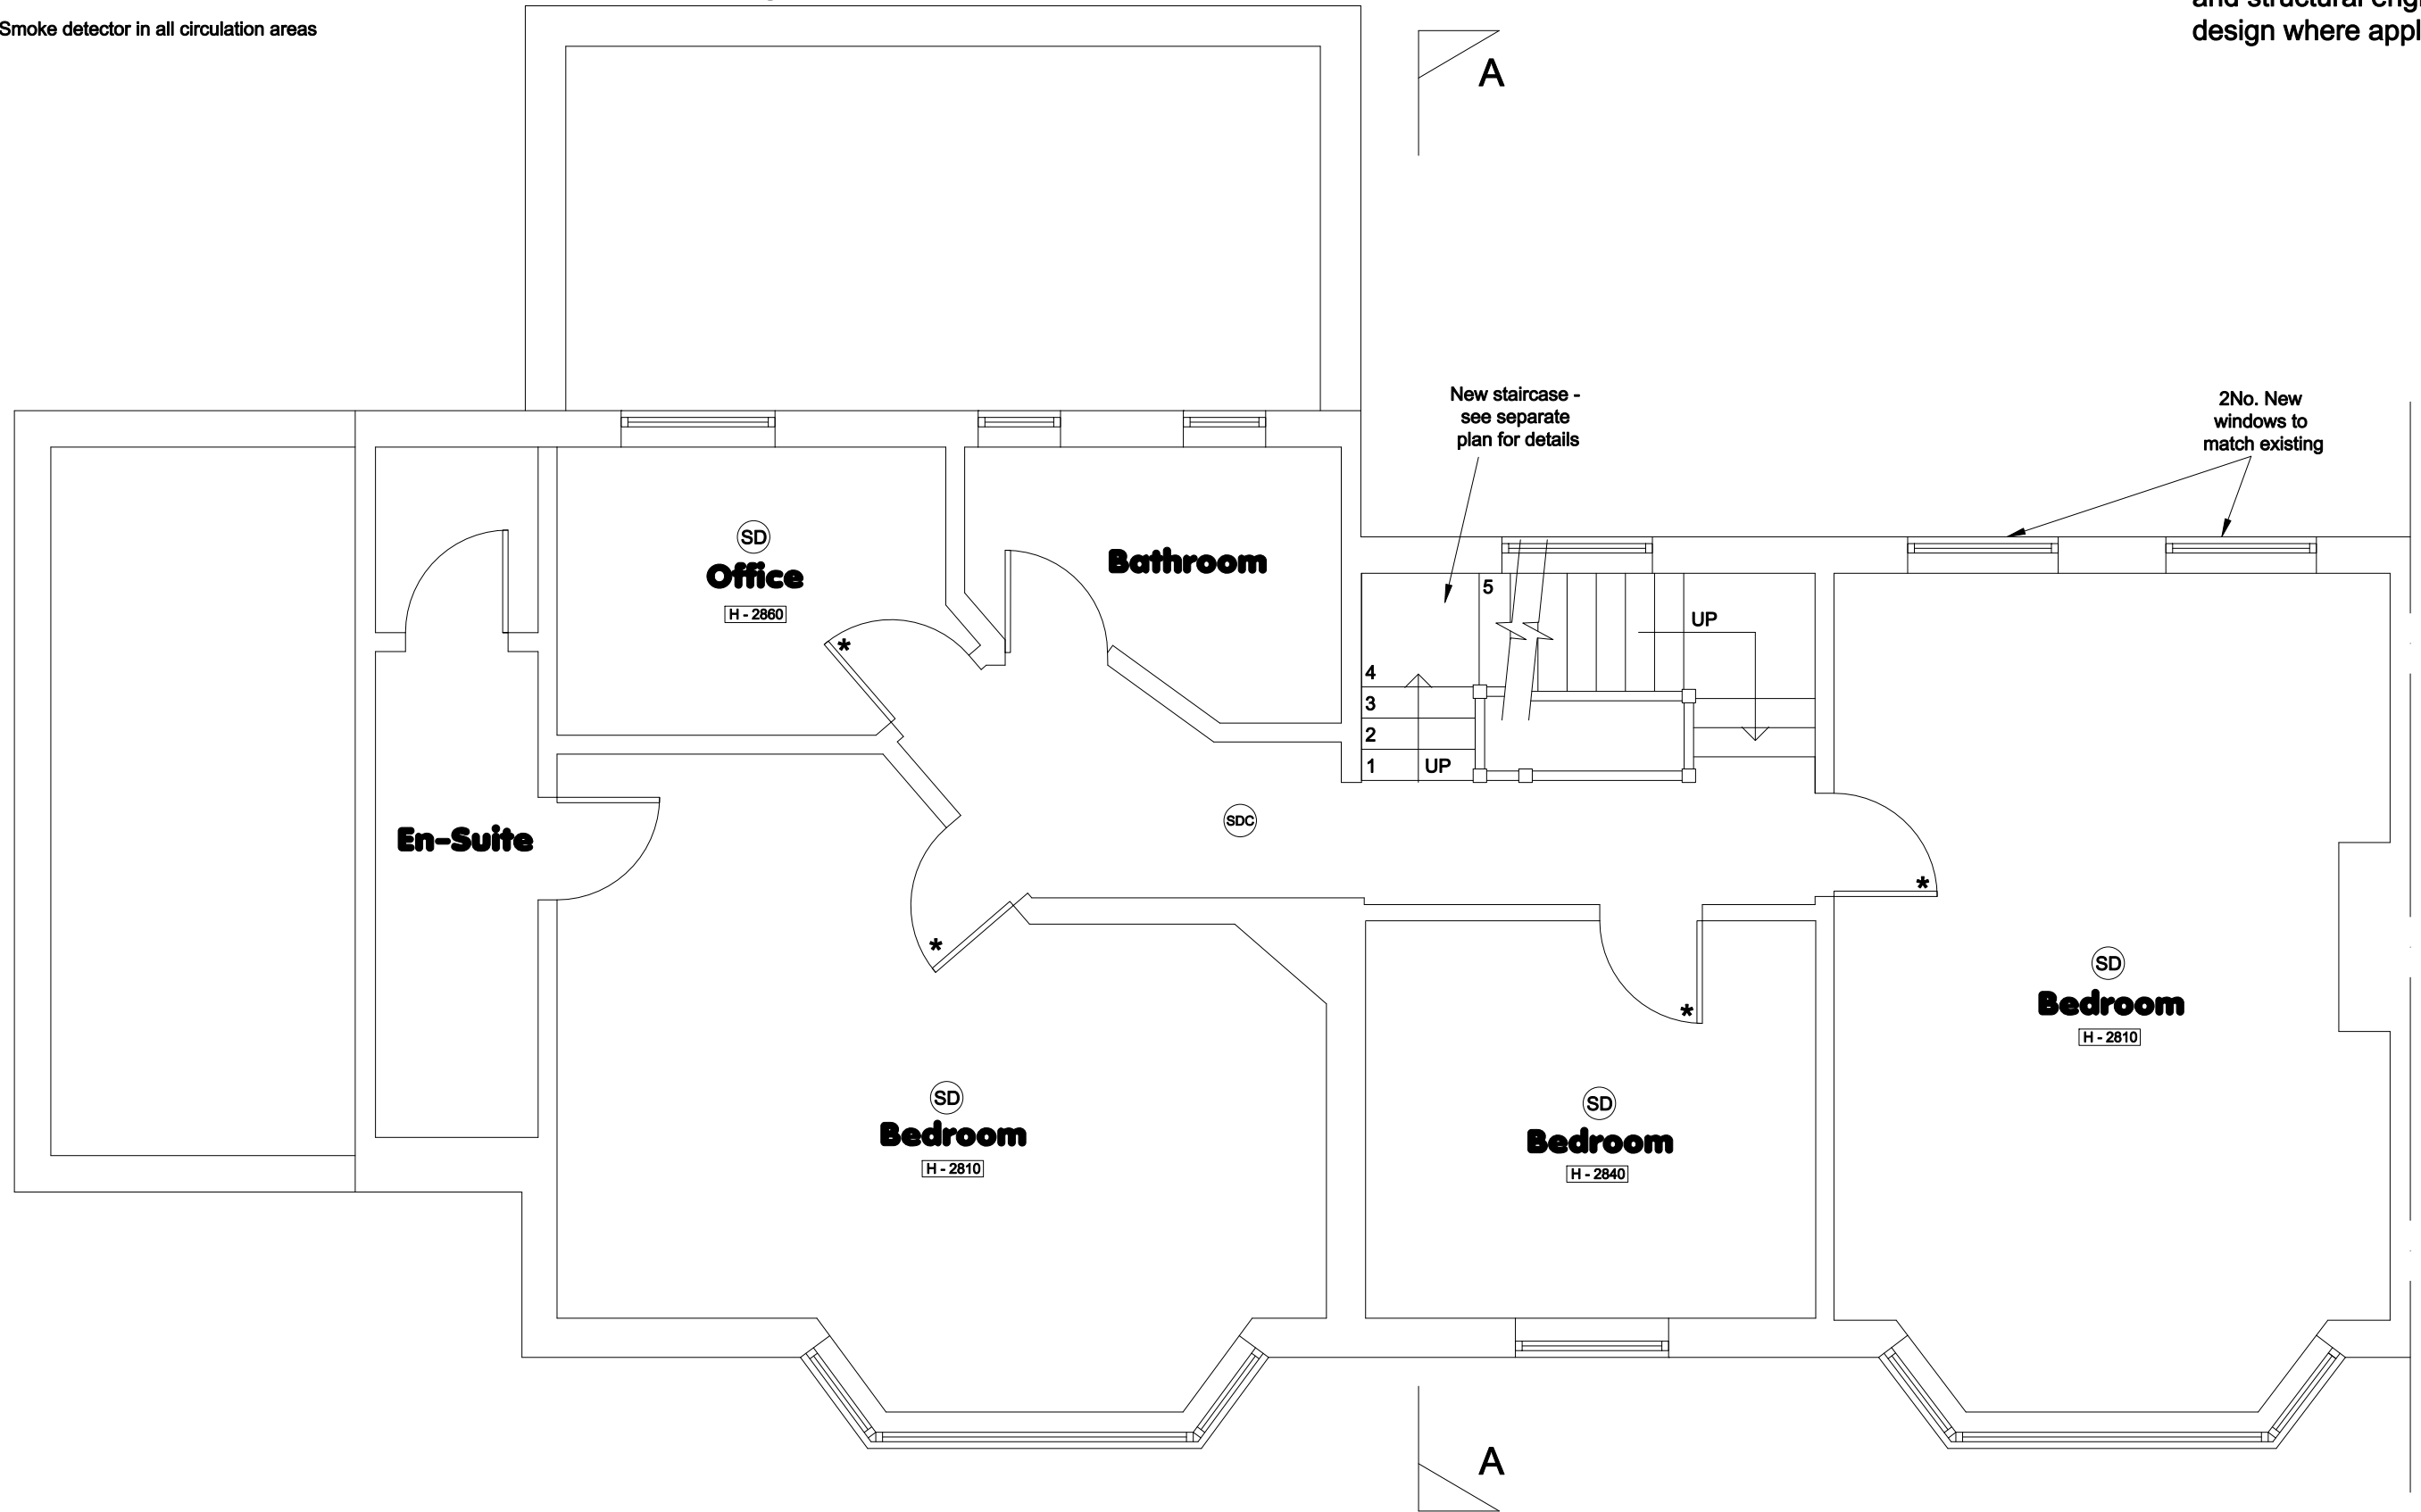 Smoke detector in all circulation areas
design where appl
A
New staircase -
see separate
plan for details
2No. New
windows to
match existing
SD
Office
H - 2860
*
Bathroom
5
UP
4
3
2
1
UP
SDC
En-Suite
*
*
*
SD
Bedroom
H - 2810
SD
Bedroom
H - 2810
SD
Bedroom
H - 2840
A